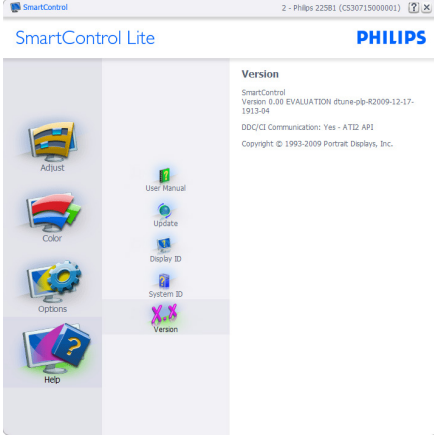 SmartControl
2 - Philips 225B1 (CS30715000001)
SmartControl Lite
PHILIPS
Adjust
Color
Options
Help
User Manual
Update
Display ID
System ID
X.X
Version
Version
SmartControl
Version 0.00 EVALUATION dtune-plp-R2009-12-17-
1913-04
DDC/CI Communication: Yes - ATI2 API
Copyright © 1993-2009 Portrait Displays, Inc.